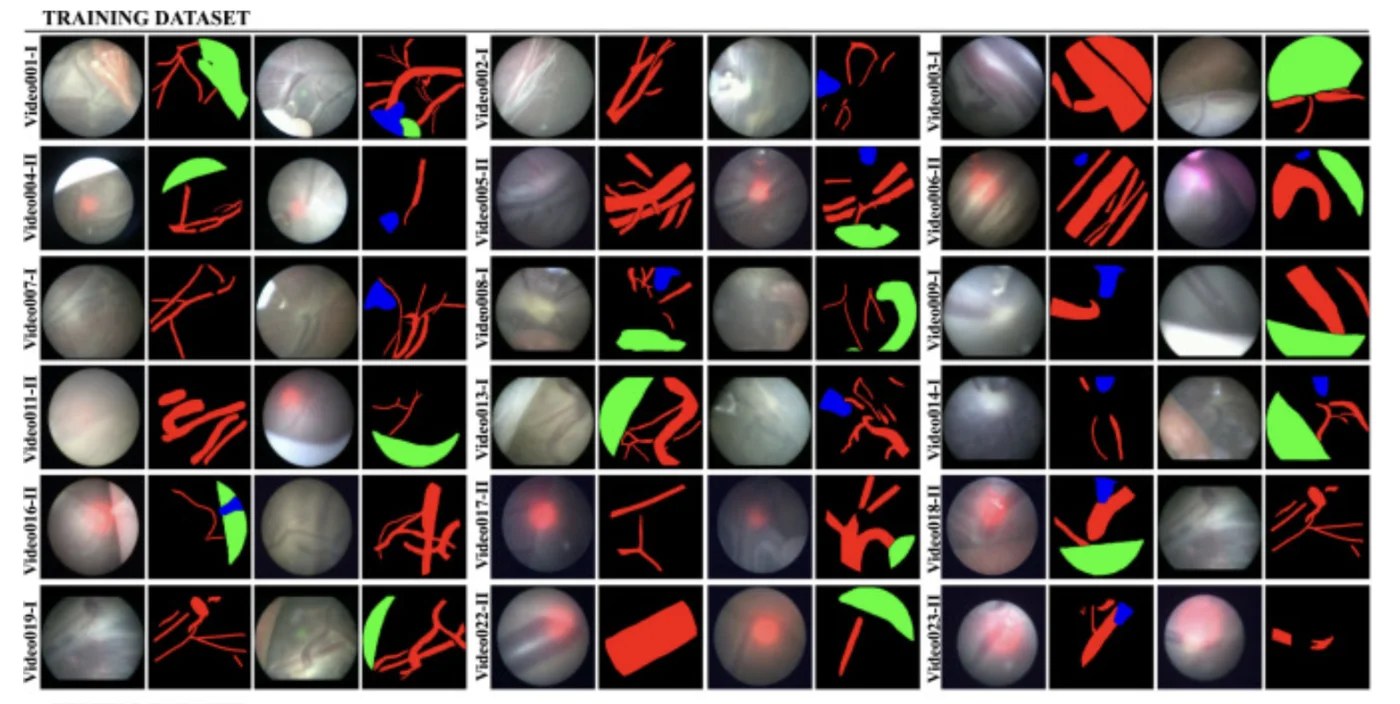 TRAINING DATASET
Video001-I
Video002-I
Video003-I
Video004-II
Video005-II
Video006-II
Video007-I
Video008-I
Video009-I
Video011-II
Video013-I
Video014-I
Video016-II
Video017-II
Video018-II
Video019-I
Video022-II
Video023-II